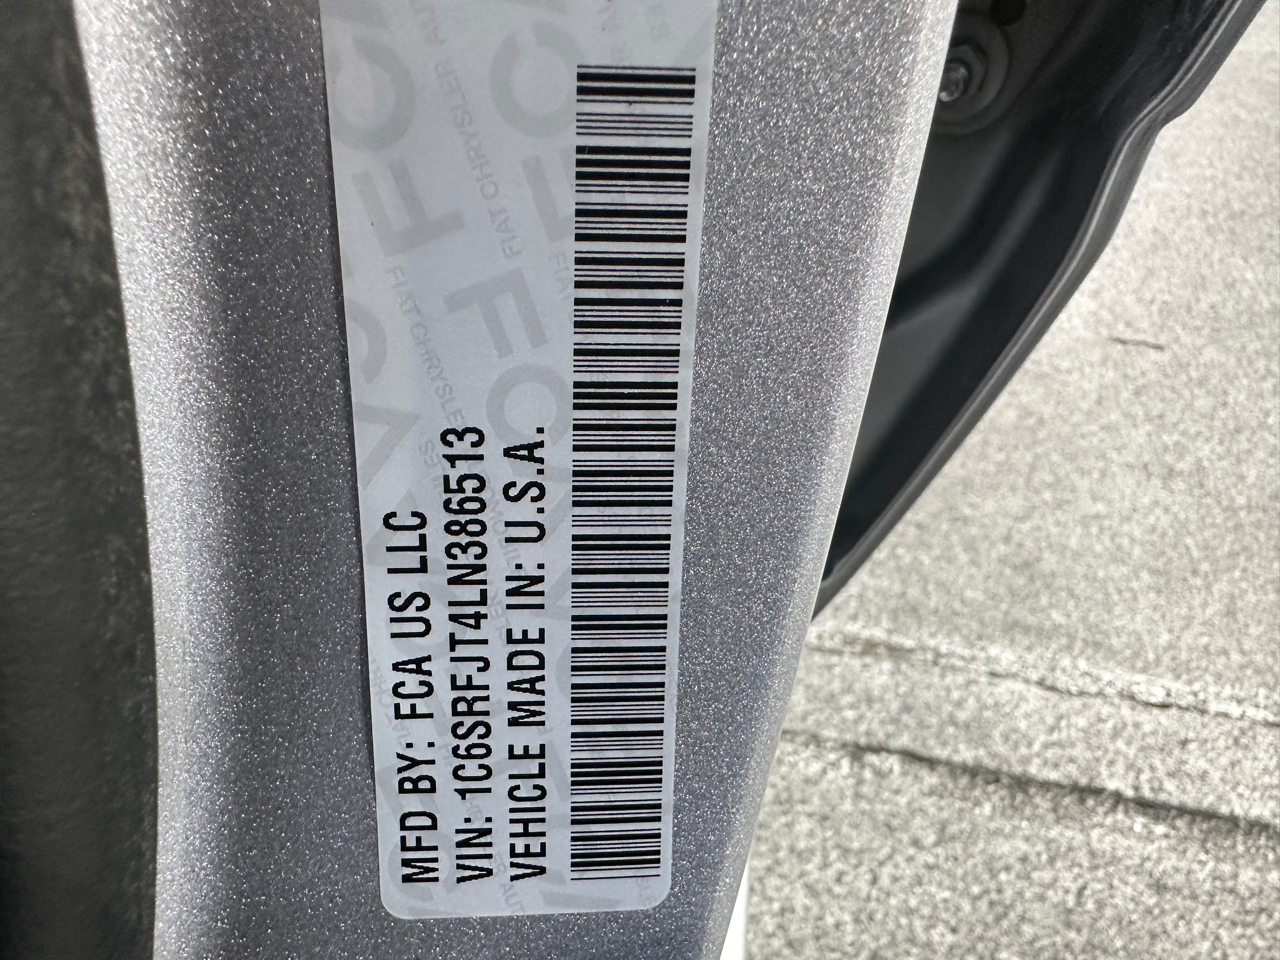 MFD BY: FCA US LLC
VIN: 1C6SRFJT4LN386513
VEHICLE MADE IN: U.S.A.